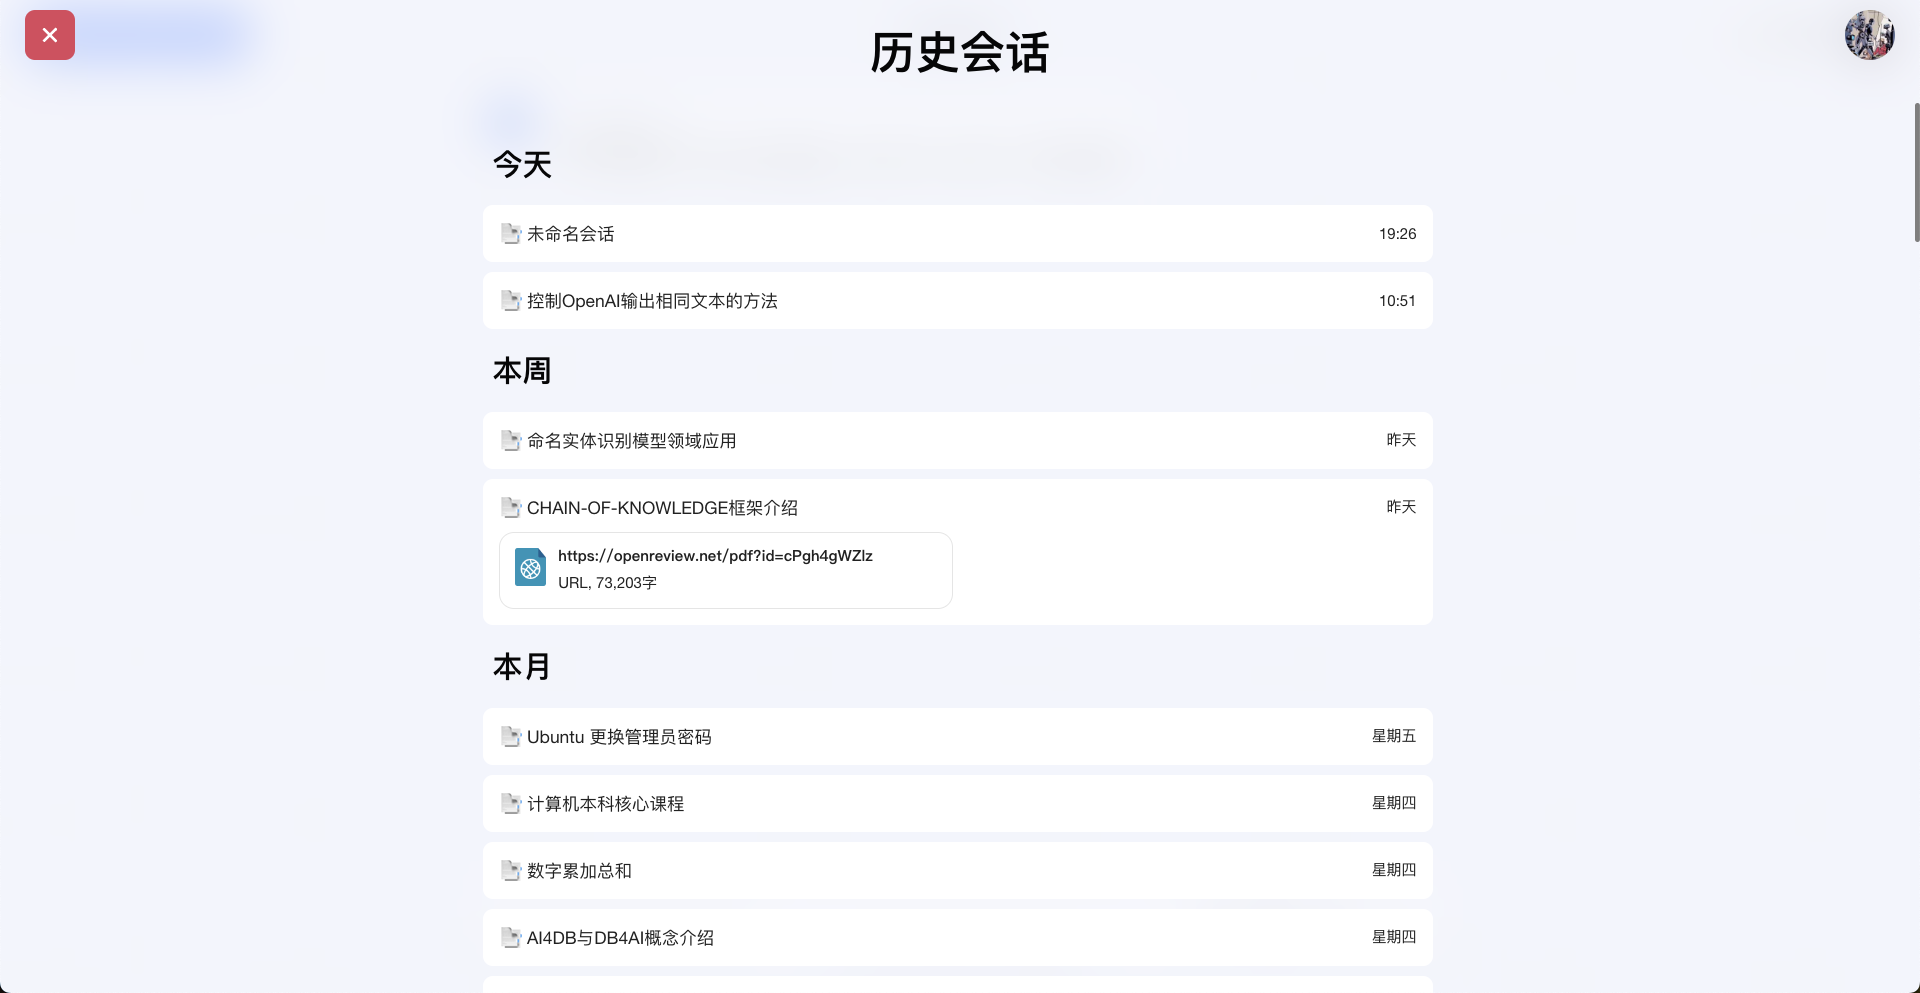 历史会话
今天
未命名会话 19:26
控制OpenAI输出相同文本的方法 10:51
本周
命名实体识别模型领域应用 昨天
CHAIN-OF-KNOWLEDGE框架介绍 昨天
https://openreview.net/pdf?id=cPgh4gWZlz
URL, 73,203字
本月
Ubuntu 更换管理员密码 星期五
计算机本科核心课程 星期四
数字累加总和 星期四
AI4DB与DB4AI概念介绍 星期四